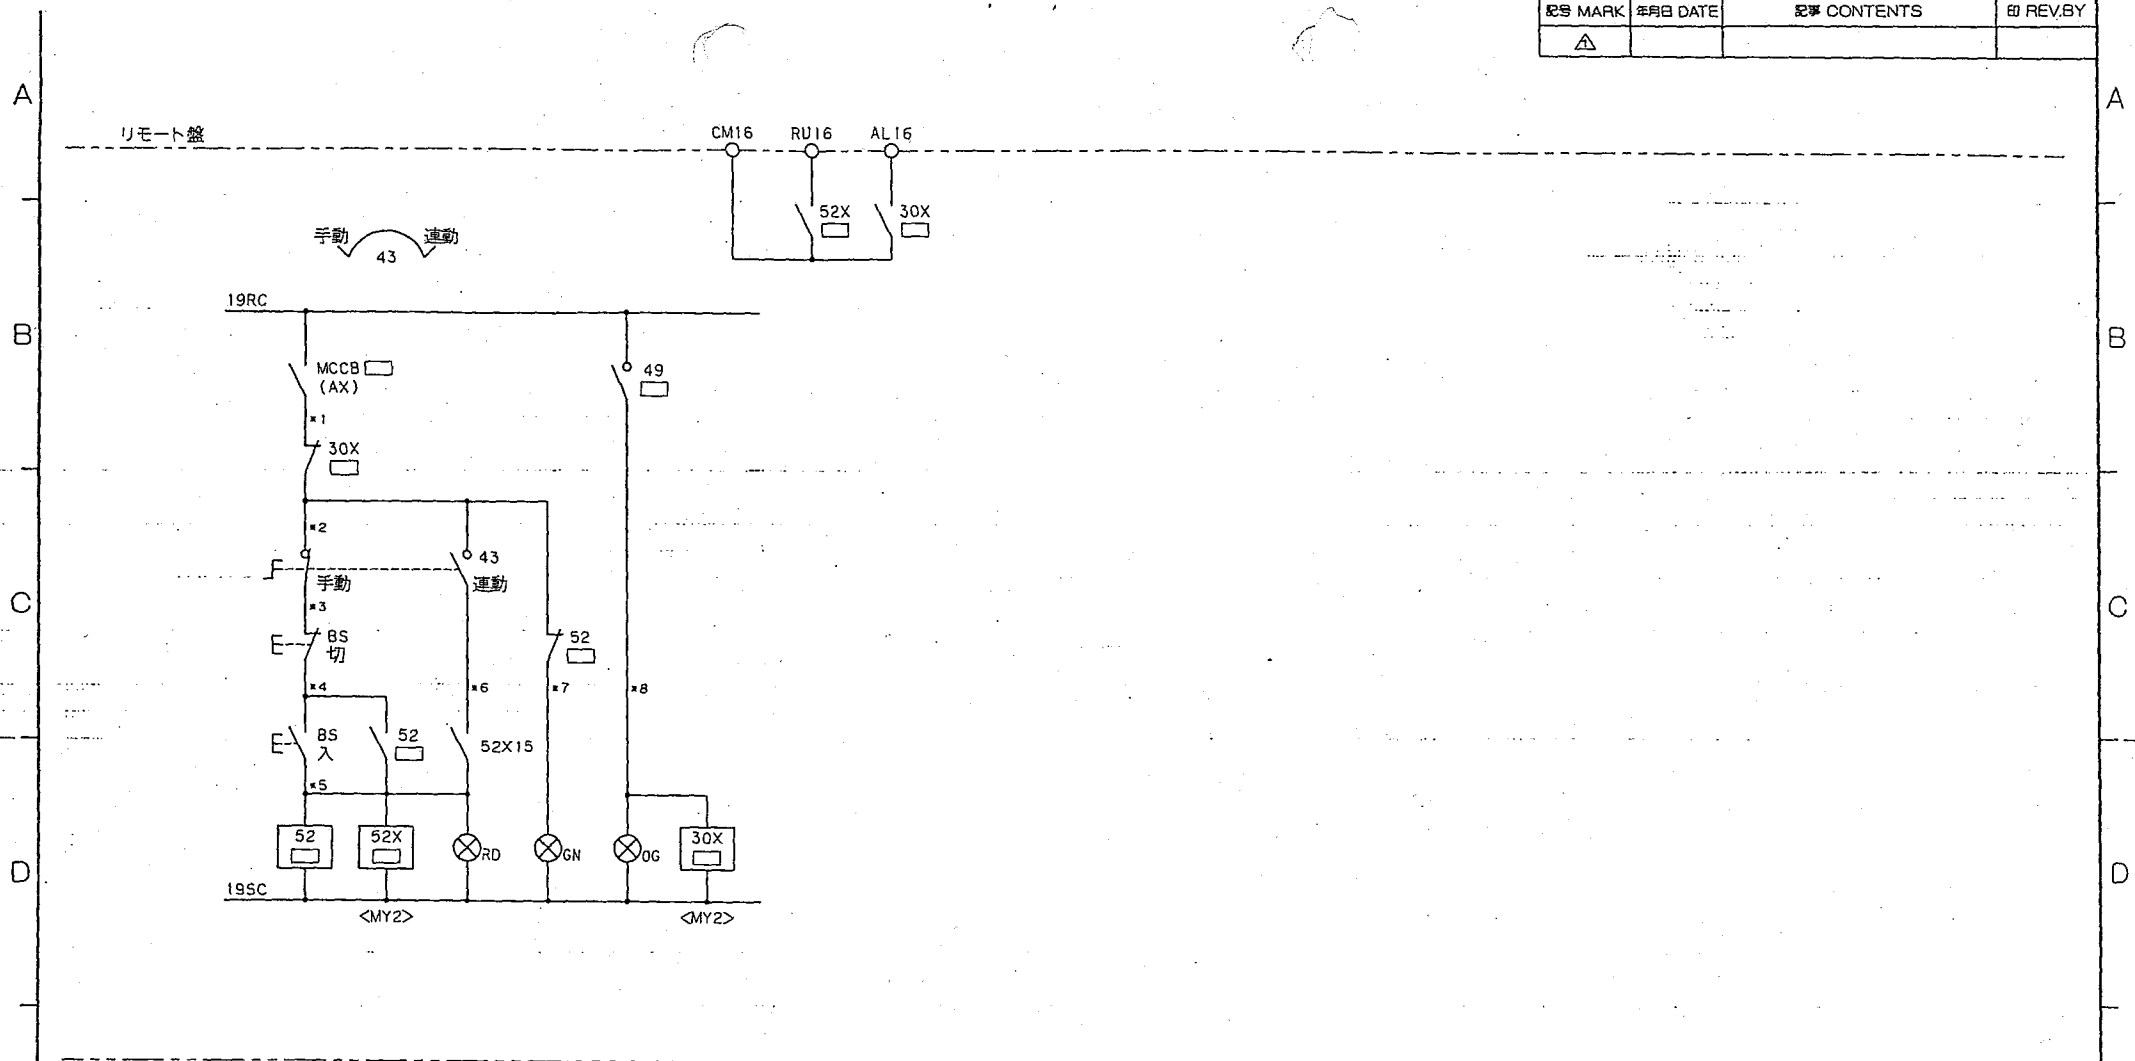 記号 MARK 年月日 DATE 記事 CONTENTS 印 REV.BY
1
A A
リモート盤 CM16 RU16 AL16
52X 30X
手動 連動
43
19RC
B B
MCCB 49
(AX)
*1
30X
*2
43
手動 連動
C C
*3
BS 52
切
*4 *6 *7 *8
BS 52 52X15
入
*5
52 52X 30X
RD GN OG
D D
19SC
<MY2> <MY2>